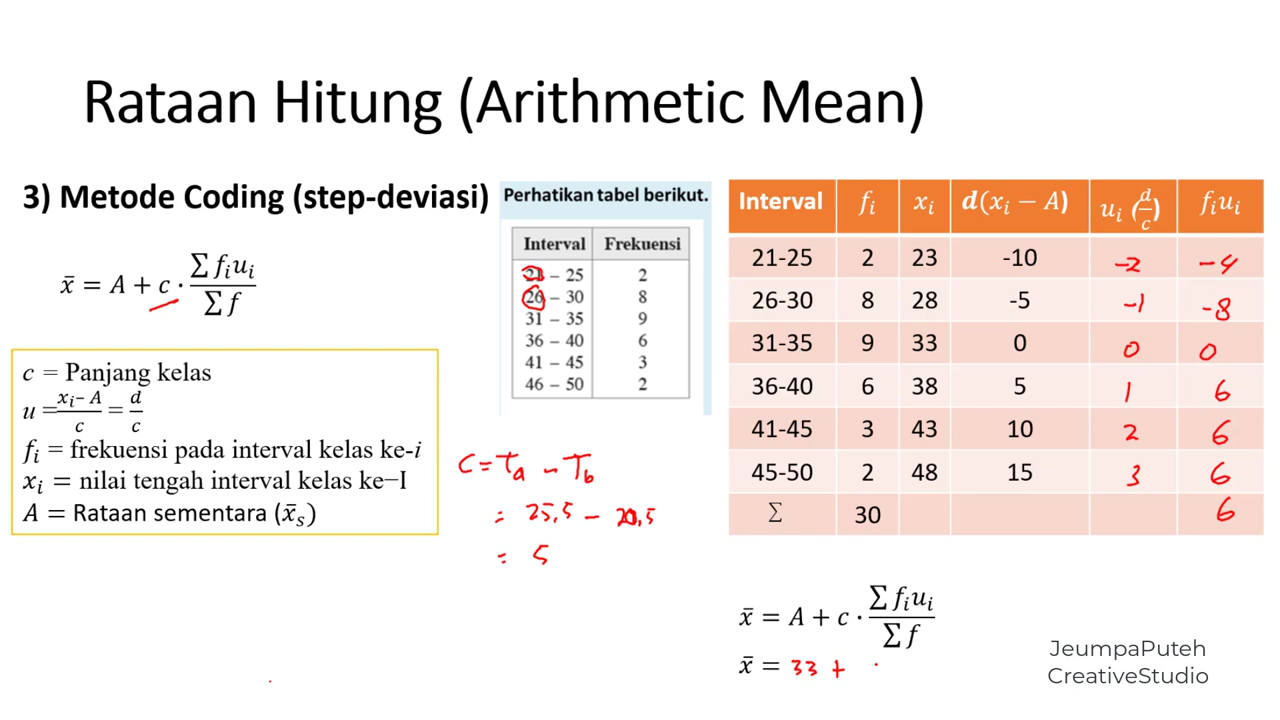 Rataan Hitung (Arithmetic Mean)
3) Metode Coding (step-deviasi)
x̄ = A + c · ∑ fᵢuᵢ / ∑ f
c = Panjang kelas
u = xᵢ− A / c = d / c
fᵢ = frekuensi pada interval kelas ke-i
xᵢ = nilai tengah interval kelas ke−I
A = Rataan sementara (x̄ₛ)
Perhatikan tabel berikut.
Interval Frekuensi
21 – 25 2
26 – 30 8
31 – 35 9
36 – 40 6
41 – 45 3
46 – 50 2
c = Ta - Tb
= 25,5 - 20,5
= 5
Interval fᵢ xᵢ d(xᵢ − A) uᵢ (d/c) fᵢuᵢ
21-25 2 23 -10 -2 -4
26-30 8 28 -5 -1 -8
31-35 9 33 0 0 0
36-40 6 38 5 1 6
41-45 3 43 10 2 6
45-50 2 48 15 3 6
∑ 30 6
x̄ = A + c · ∑ fᵢuᵢ / ∑ f
x̄ = 33 +
JeumpaPuteh
CreativeStudio